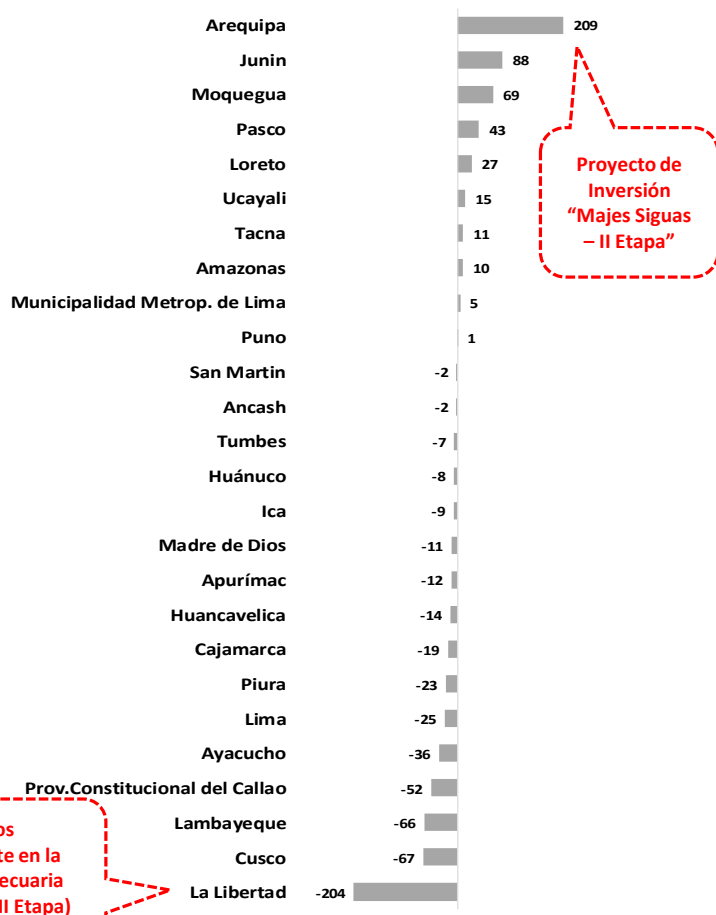 Arequipa 209
Junin 88
Moquegua 69
Pasco 43
Loreto 27
Ucayali 15
Tacna 11
Amazonas 10
Municipalidad Metrop. de Lima 5
Puno 1
San Martin -2
Ancash -2
Tumbes -7
Huánuco -8
Ica -9
Madre de Dios -11
Apurímac -12
Huancavelica -14
Cajamarca -19
Piura -23
Lima -25
Ayacucho -36
Prov.Constitucional del Callao -52
Lambayeque -66
Cusco -67
La Libertad -204
Proyecto de
Inversión
“Majes Siguas
– II Etapa”
en la
II Etapa)